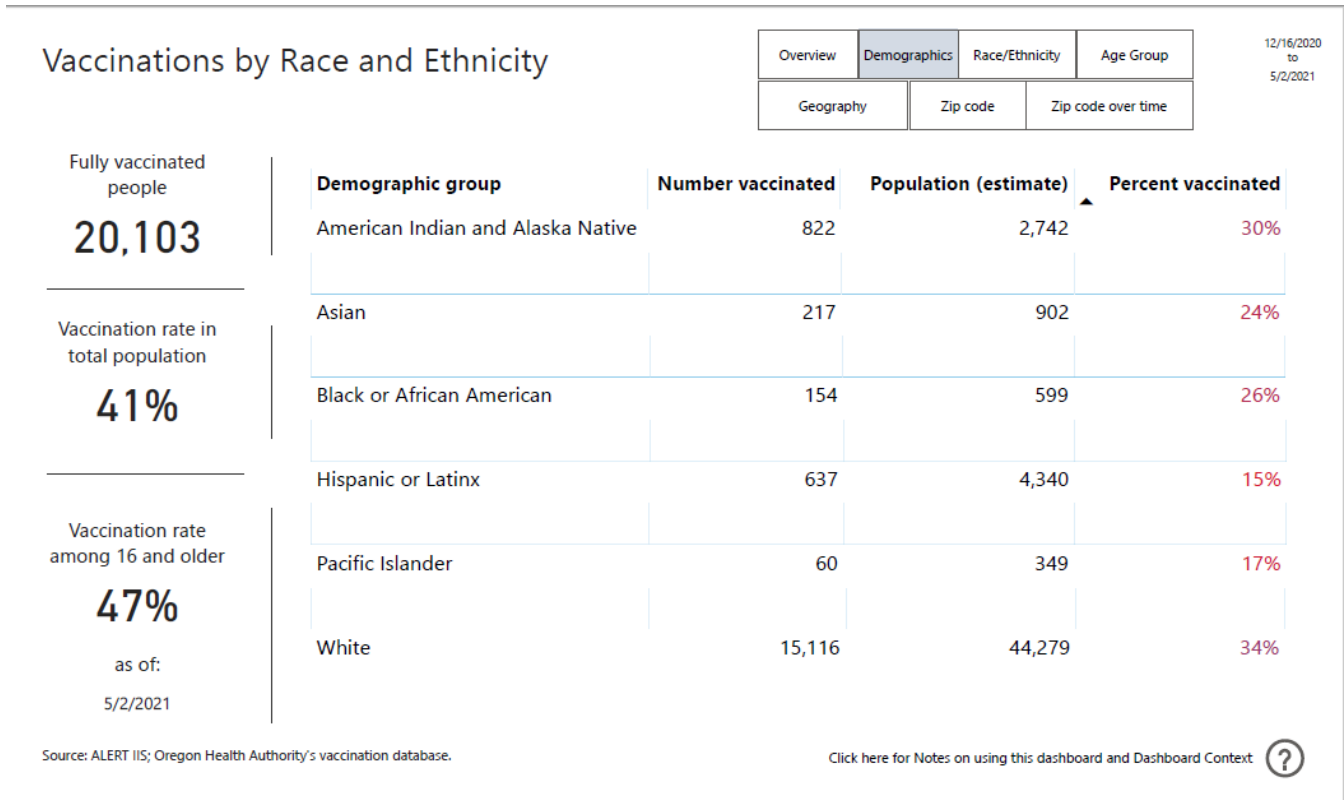 Vaccinations by Race and Ethnicity
Overview Demographics Race/Ethnicity Age Group
Geography Zip code Zip code over time
12/16/2020
to
5/2/2021
Fully vaccinated
people
20,103
Vaccination rate in
total population
41%
Vaccination rate
among 16 and older
47%
as of:
5/2/2021
Demographic group Number vaccinated Population (estimate) Percent vaccinated
American Indian and Alaska Native 822 2,742 30%
Asian 217 902 24%
Black or African American 154 599 26%
Hispanic or Latinx 637 4,340 15%
Pacific Islander 60 349 17%
White 15,116 44,279 34%
Source: ALERT IIS; Oregon Health Authority's vaccination database.
Click here for Notes on using this dashboard and Dashboard Context ?